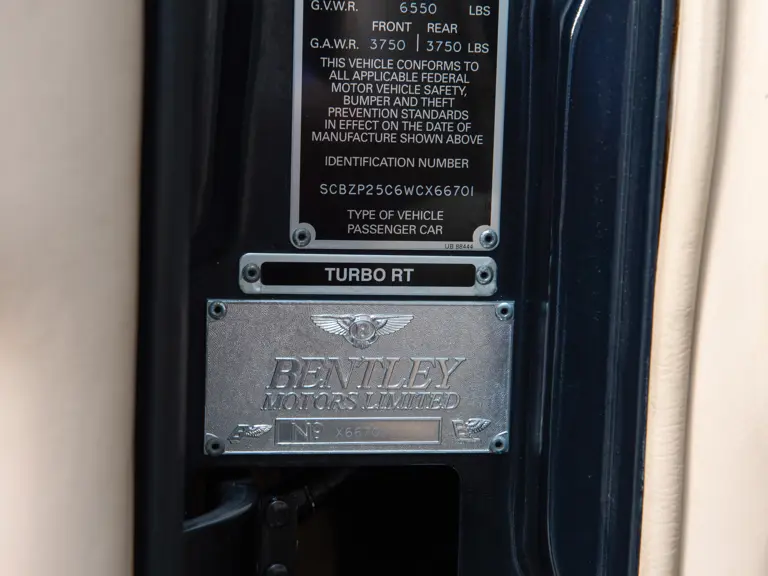 G.V.W.R. 6550 LBS
FRONT REAR
G.A.W.R. 3750 | 3750 LBS
THIS VEHICLE CONFORMS TO
ALL APPLICABLE FEDERAL
MOTOR VEHICLE SAFETY,
BUMPER AND THEFT
PREVENTION STANDARDS
IN EFFECT ON THE DATE OF
MANUFACTURE SHOWN ABOVE
IDENTIFICATION NUMBER
SCBZP25C6WCX66701
TYPE OF VEHICLE
PASSENGER CAR
UB 88444
TURBO RT
B
BENTLEY
MOTORS LIMITED
Nº